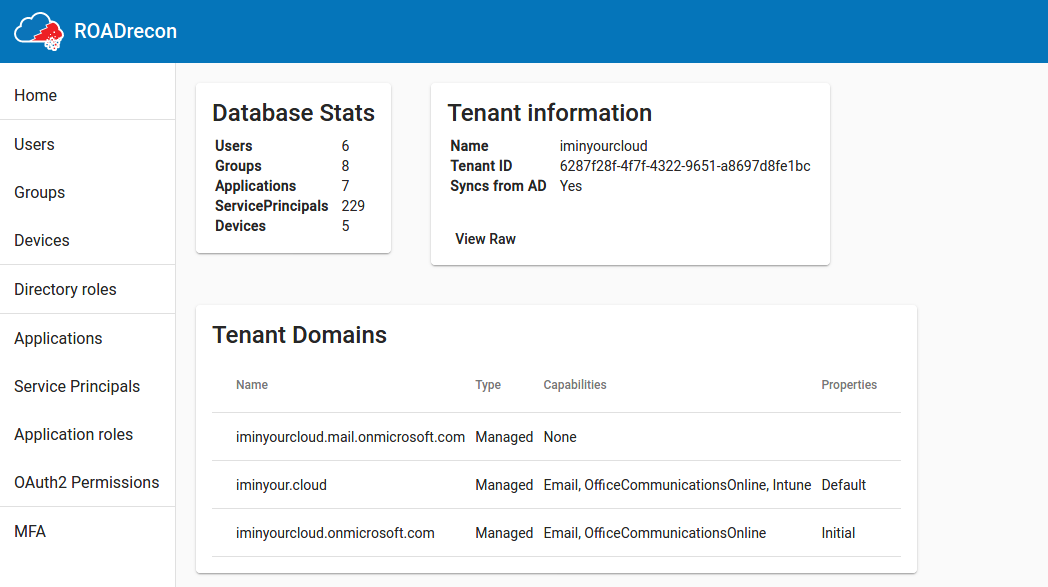 ROADrecon
Home
Users
Groups
Devices
Directory roles
Applications
Service Principals
Application roles
OAuth2 Permissions
MFA
Database Stats
Users 6
Groups 8
Applications 7
ServicePrincipals 229
Devices 5
Tenant information
Name iminyourcloud
Tenant ID 6287f28f-4f7f-4322-9651-a8697d8fe1bc
Syncs from AD Yes
View Raw
Tenant Domains
Name Type Capabilities Properties
iminyourcloud.mail.onmicrosoft.com Managed None
iminyour.cloud Managed Email, OfficeCommunicationsOnline, Intune Default
iminyourcloud.onmicrosoft.com Managed Email, OfficeCommunicationsOnline Initial